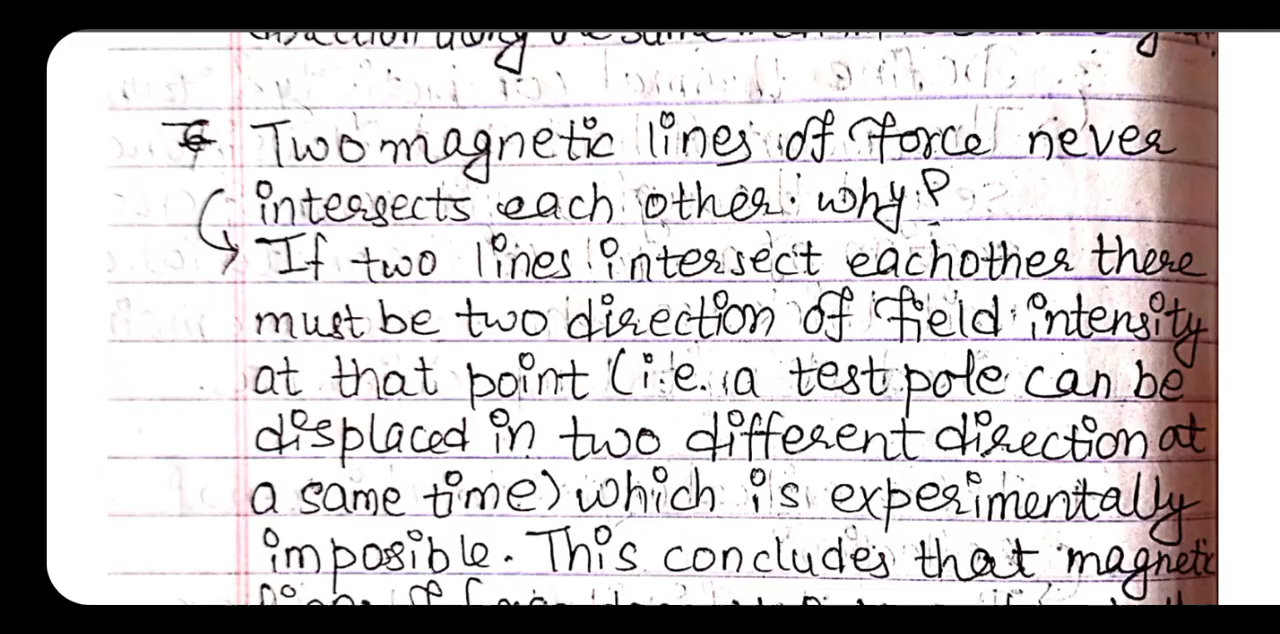 Two magnetic lines of force never
intersects each other. why?
If two lines intersect eachother there
must be two direction of field intensity
at that point (i.e. a test pole can be
displaced in two different direction at
a same time) which is experimentally
imposible. This concludes that magnetic